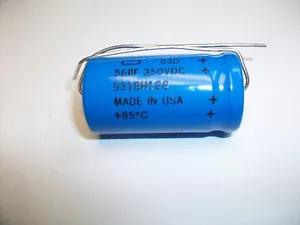 53D
56UF 350VDC
MADE IN USA
+85°C
+
+
+